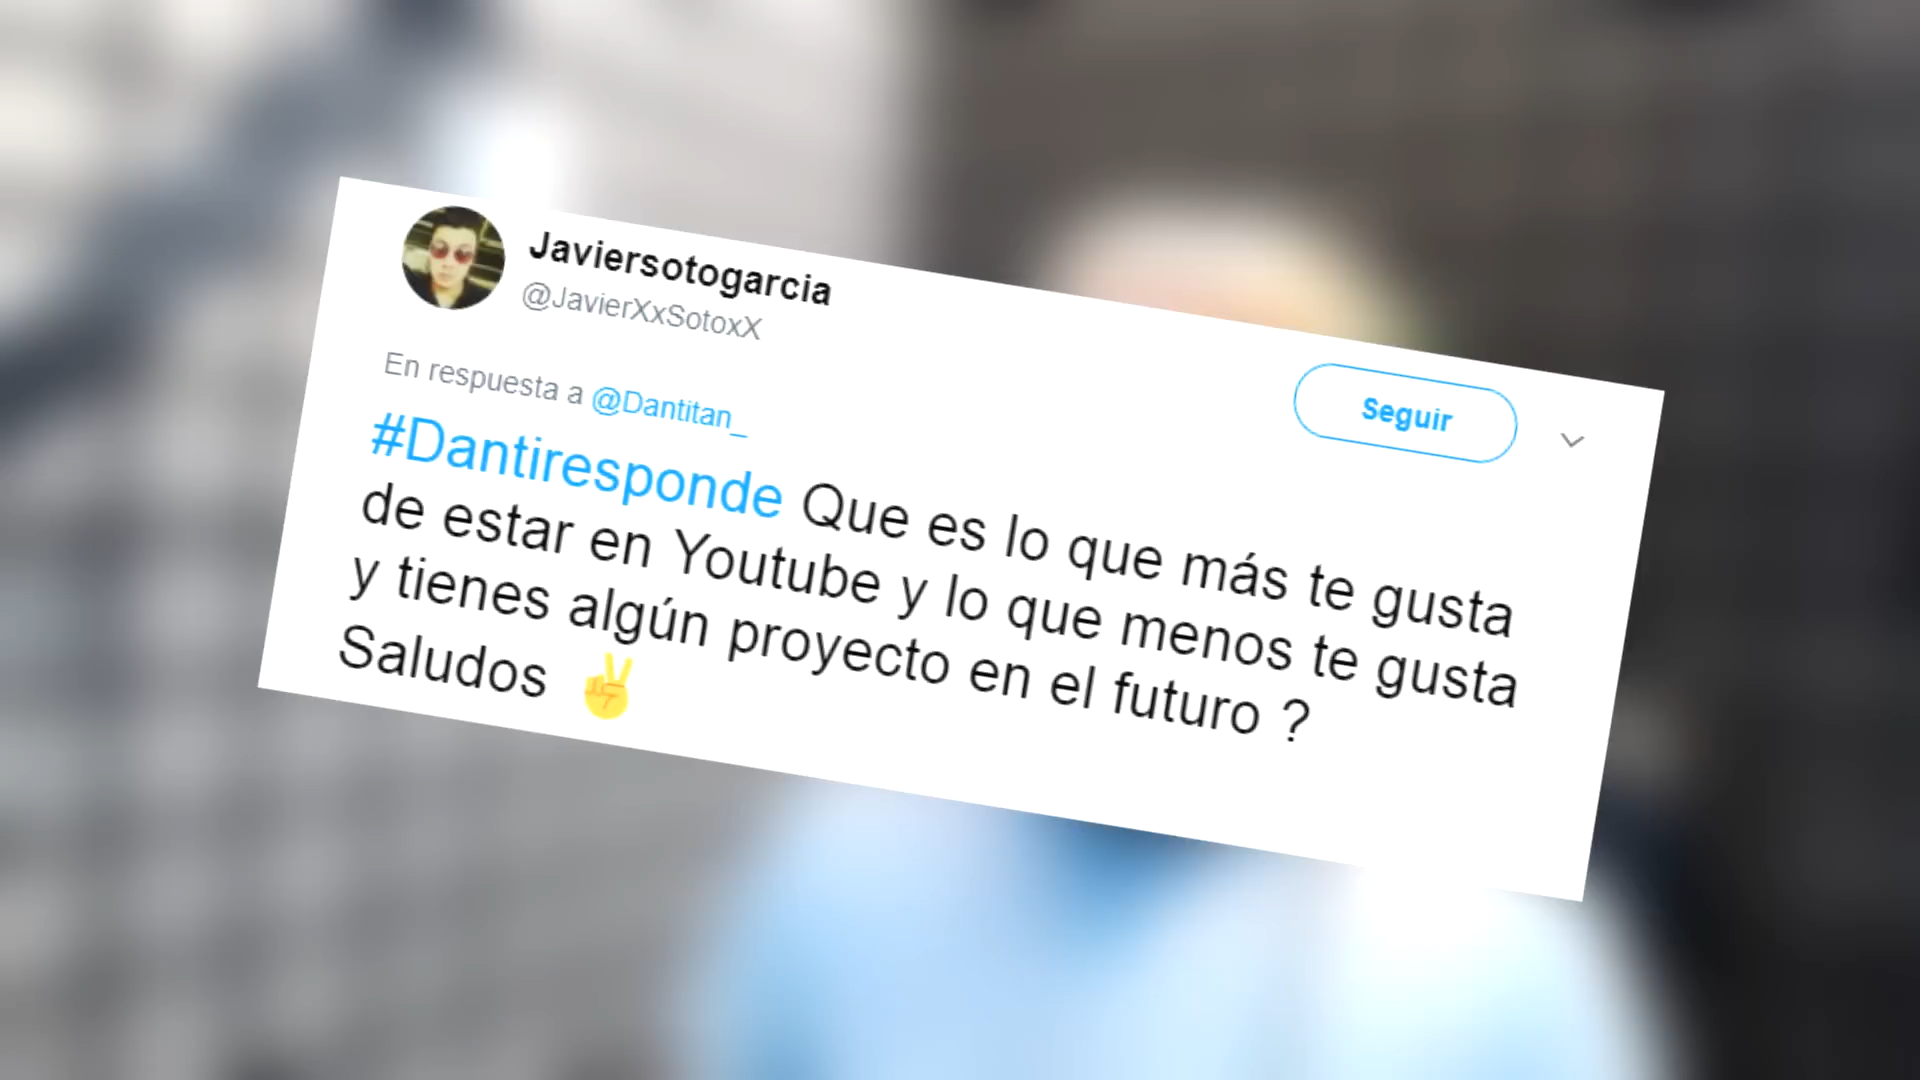 Javiersotogarcia
@JavierXxSotoxX
Seguir
En respuesta a @Dantitan_
#Dantiresponde Que es lo que más te gusta
de estar en Youtube y lo que menos te gusta
y tienes algún proyecto en el futuro ?
Saludos ✌